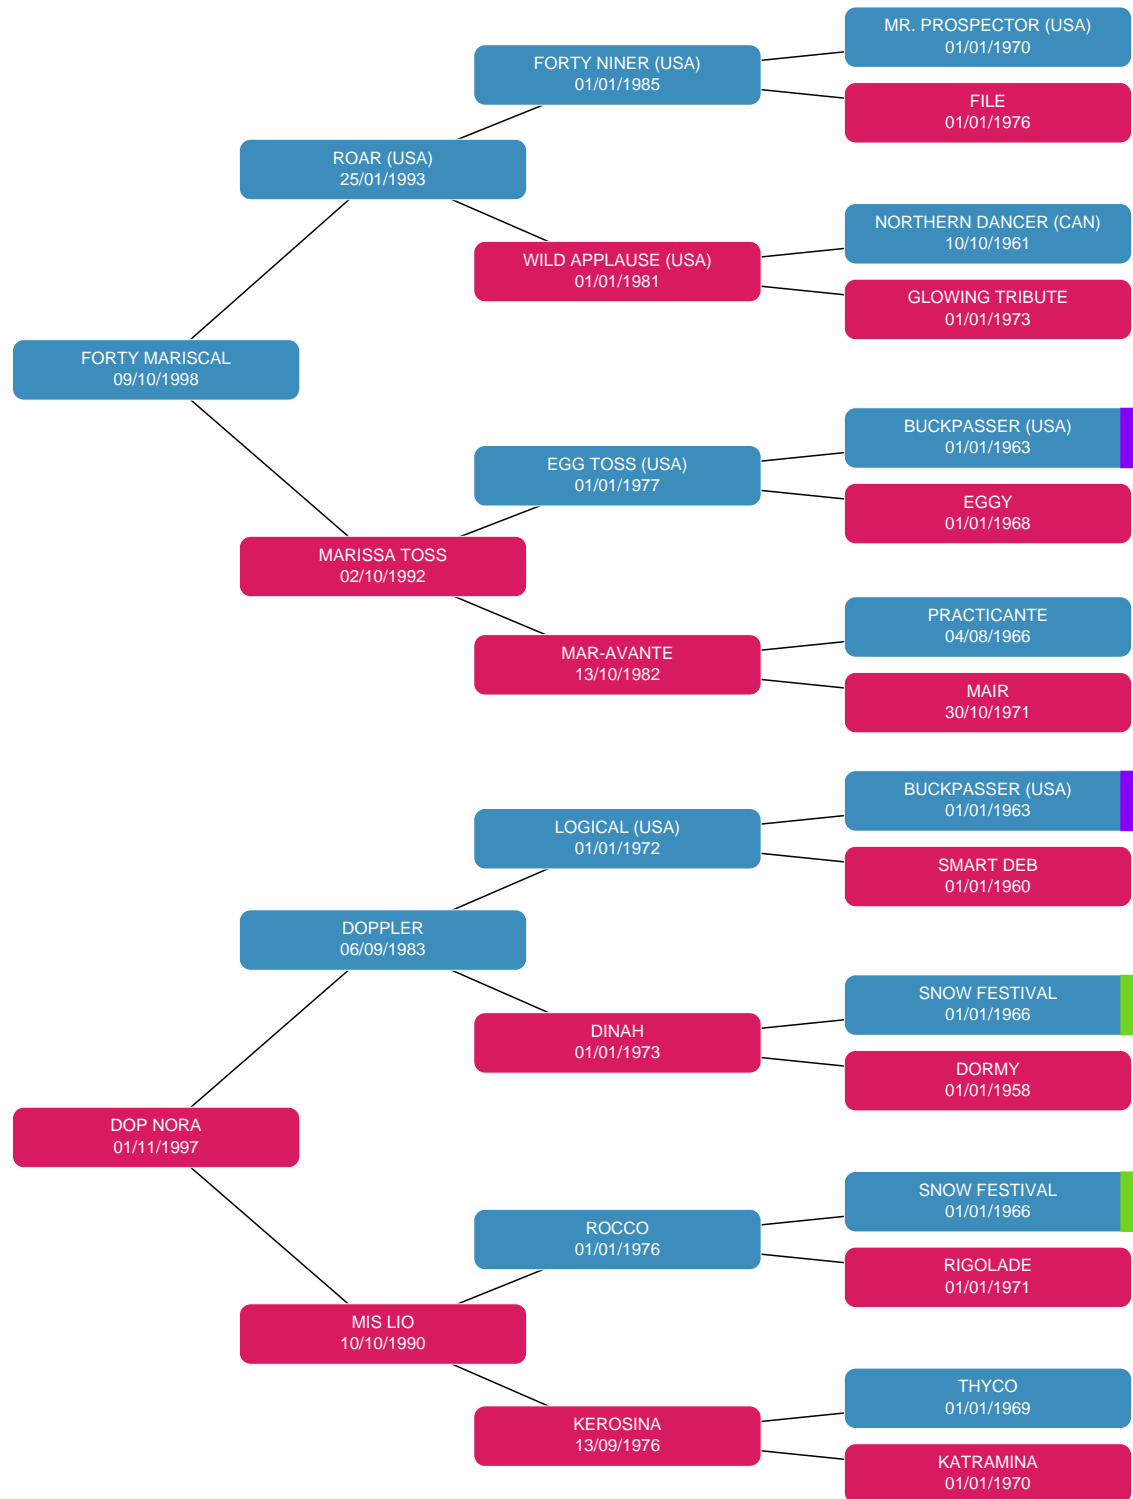 MR. PROSPECTOR (USA)
01/01/1970
FORTY NINER (USA)
01/01/1985
FILE
01/01/1976
ROAR (USA)
25/01/1993
NORTHERN DANCER (CAN)
10/10/1961
WILD APPLAUSE (USA)
01/01/1981
GLOWING TRIBUTE
01/01/1973
FORTY MARISCAL
09/10/1998
BUCKPASSER (USA)
01/01/1963
EGG TOSS (USA)
01/01/1977
EGGY
01/01/1968
MARISSA TOSS
02/10/1992
PRACTICANTE
04/08/1966
MAR-AVANTE
13/10/1982
MAIR
30/10/1971
BUCKPASSER (USA)
01/01/1963
LOGICAL (USA)
01/01/1972
SMART DEB
01/01/1960
DOPPLER
06/09/1983
SNOW FESTIVAL
01/01/1966
DINAH
01/01/1973
DORMY
01/01/1958
DOP NORA
01/11/1997
SNOW FESTIVAL
01/01/1966
ROCCO
01/01/1976
RIGOLADE
01/01/1971
MIS LIO
10/10/1990
THYCO
01/01/1969
KEROSINA
13/09/1976
KATRAMINA
01/01/1970